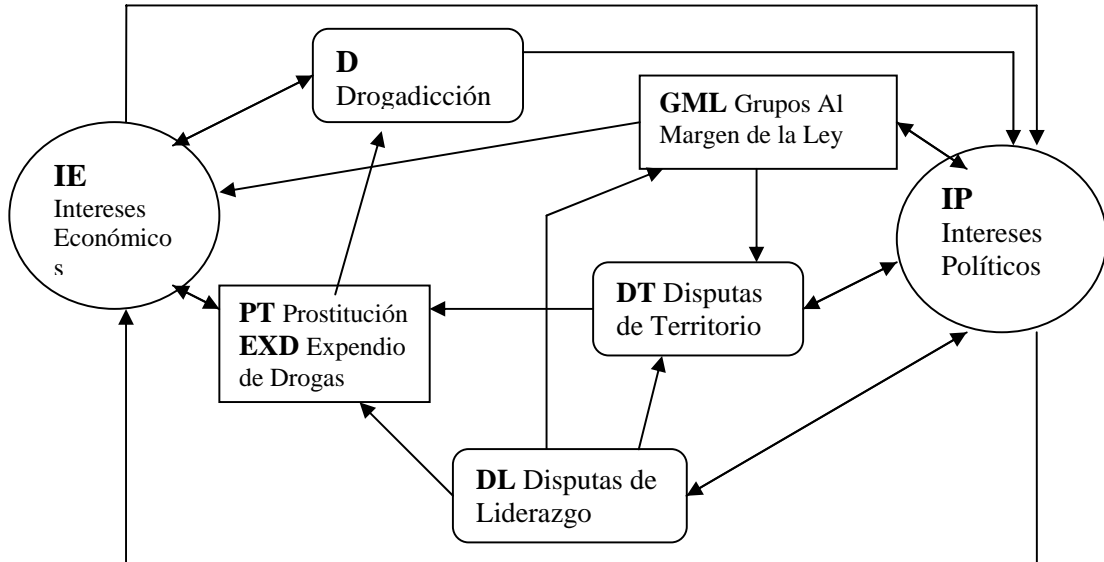 D
Drogadicción
GML Grupos Al
Margen de la Ley
IE
Intereses
Económico
s
IP
Intereses
Políticos
PT Prostitución
EXD Expendio
de Drogas
DT Disputas
de Territorio
DL Disputas de
Liderazgo